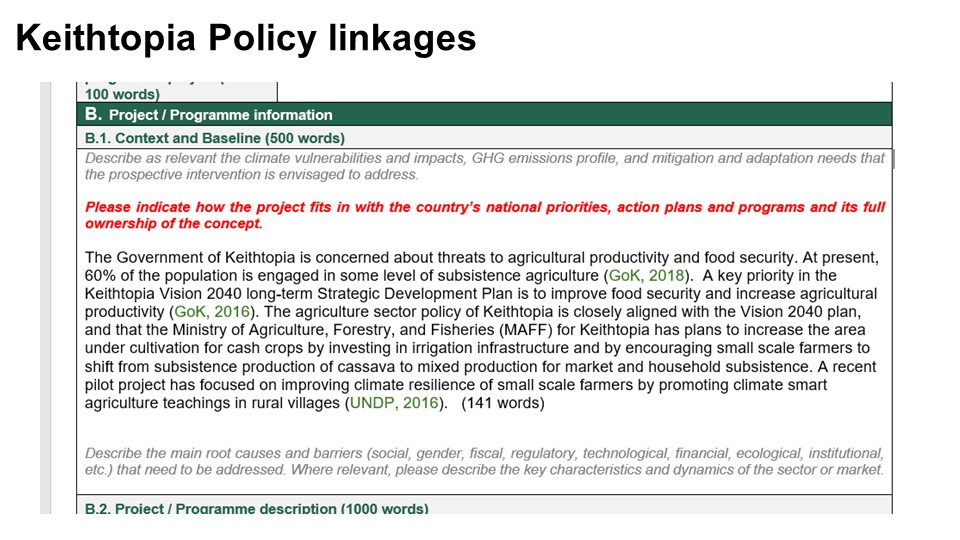 Keithtopia Policy linkages
100 words)
B. Project / Programme information
B.1. Context and Baseline (500 words)
Describe as relevant the climate vulnerabilities and impacts, GHG emissions profile, and mitigation and adaptation needs that
the prospective intervention is envisaged to address.
Please indicate how the project fits in with the country's national priorities, action plans and programs and its full
ownership of the concept.
The Government of Keithtopia is concerned about threats to agricultural productivity and food security. At present,
60% of the population is engaged in some level of subsistence agriculture (GoK, 2018). A key priority in the
Keithtopia Vision 2040 long-term Strategic Development Plan is to improve food security and increase agricultural
productivity (GoK, 2016). The agriculture sector policy of Keithtopia is closely aligned with the Vision 2040 plan,
and that the Ministry of Agriculture, Forestry, and Fisheries (MAFF) for Keithtopia has plans to increase the area
under cultivation for cash crops by investing in irrigation infrastructure and by encouraging small scale farmers to
shift from subsistence production of cassava to mixed production for market and household subsistence. A recent
pilot project has focused on improving climate resilience of small scale farmers by promoting climate smart
agriculture teachings in rural villages (UNDP, 2016). (141 words)
Describe the main root causes and barriers (social, gender, fiscal, regulatory, technological, financial, ecological, institutional,
etc.) that need to be addressed. Where relevant, please describe the key characteristics and dynamics of the sector or market.
B.2. Project / Programme description (1000 words)